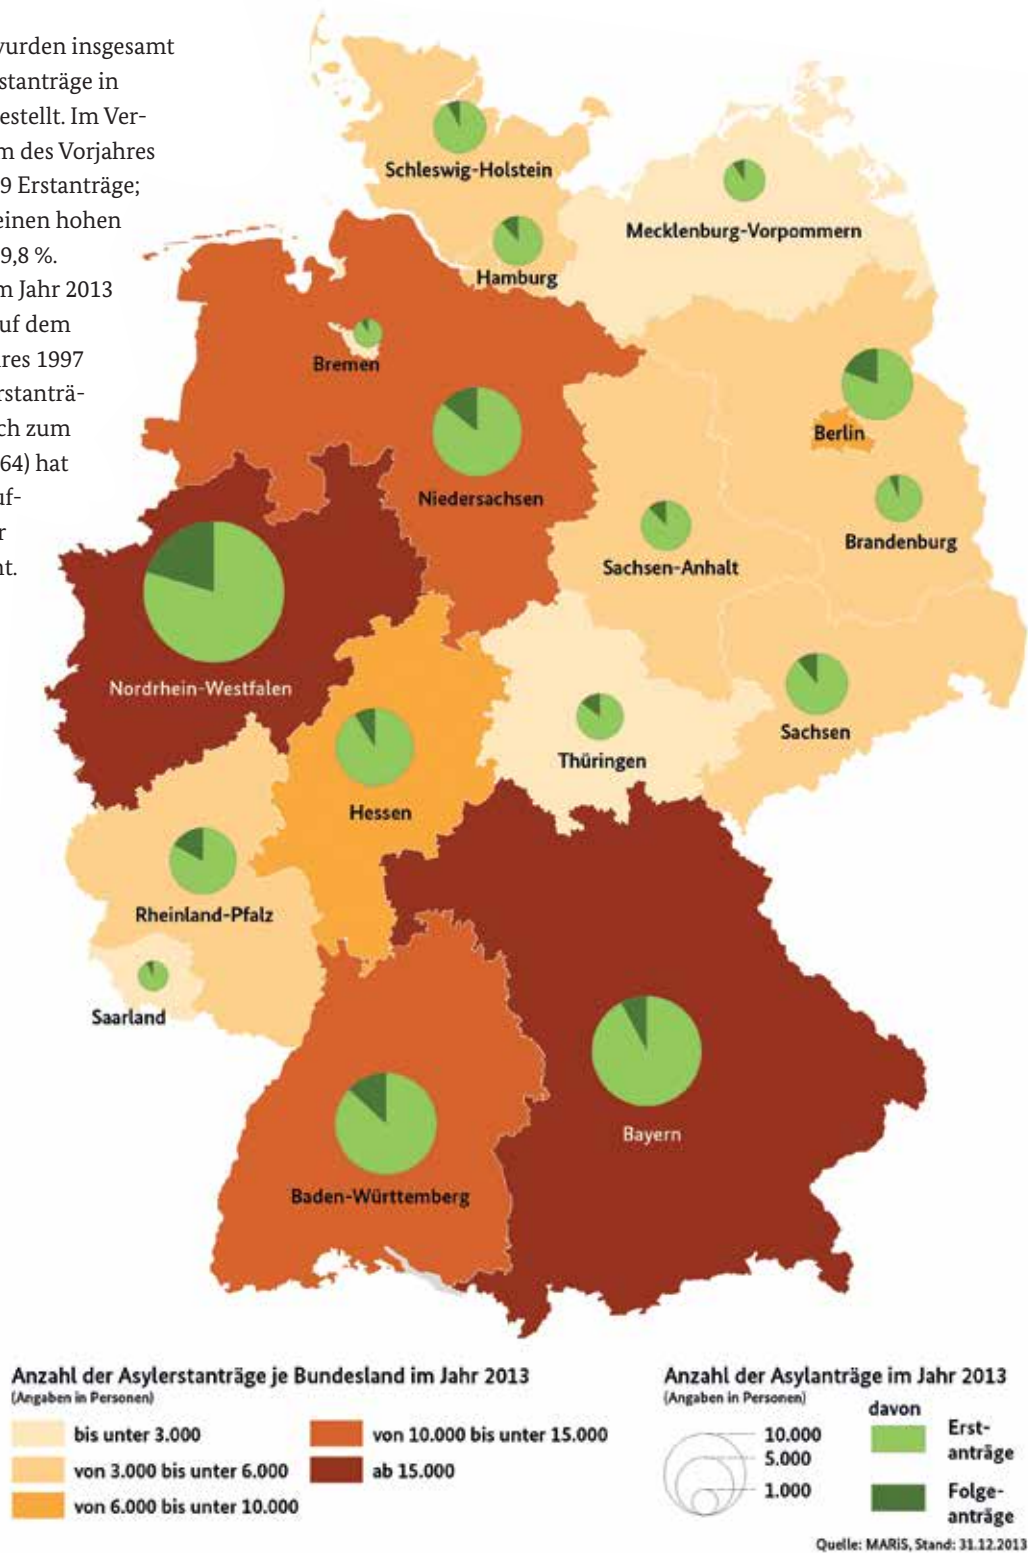 wurden insgesamt
stanträge in
estellt. Im Ver-
m des Vorjahres
9 Erstanträge;
einen hohen
9,8 %.
m Jahr 2013
uf dem
res 1997
rstanträ-
ch zum
64) hat
uf-
r
nt.
Schleswig-Holstein
Mecklenburg-Vorpommern
Hamburg
Bremen
Berlin
Niedersachsen
Brandenburg
Sachsen-Anhalt
Nordrhein-Westfalen
Sachsen
Thüringen
Hessen
Rheinland-Pfalz
Saarland
Bayern
Baden-Württemberg
Anzahl der Asylerstanträge je Bundesland im Jahr 2013
(Angaben in Personen)
bis unter 3.000
von 3.000 bis unter 6.000
von 6.000 bis unter 10.000
von 10.000 bis unter 15.000
ab 15.000
Anzahl der Asylanträge im Jahr 2013
(Angaben in Personen)
10.000
5.000
1.000
davon
Erst-
anträge
Folge-
anträge
Quelle: MARiS, Stand: 31.12.2013